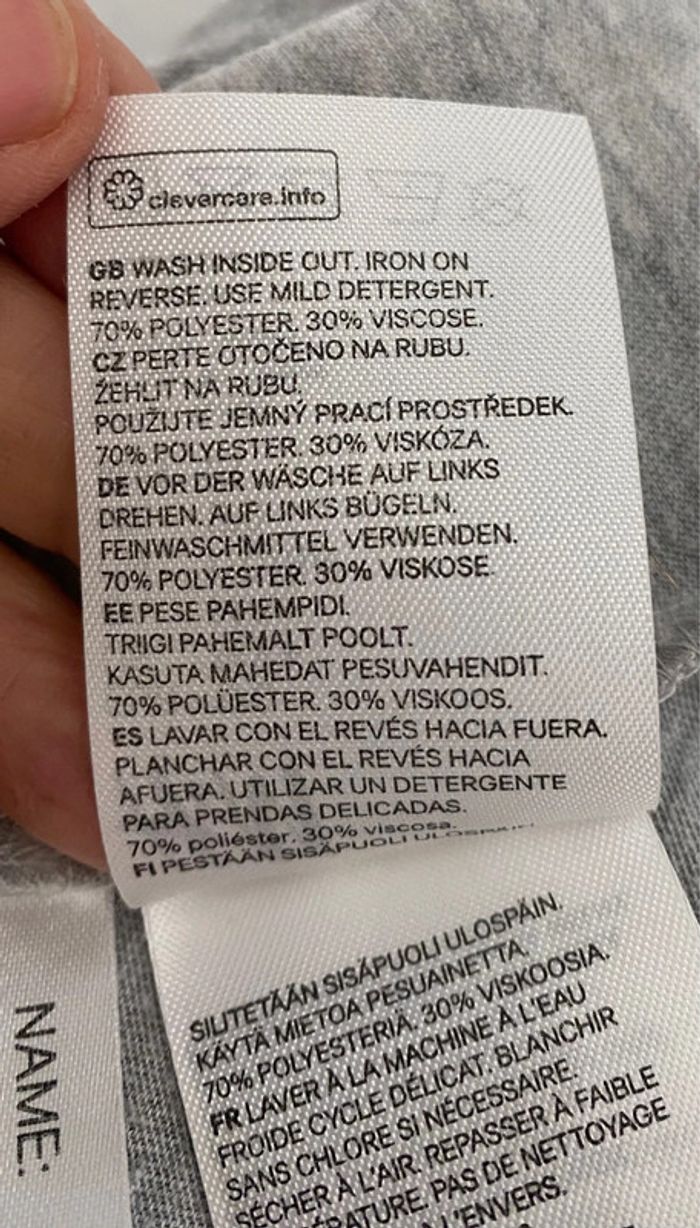 clevercare.info
GB WASH INSIDE OUT. IRON ON
REVERSE. USE MILD DETERGENT.
70% POLYESTER. 30% VISCOSE.
CZ PERTE OTOČENO NA RUBU.
ŽEHLIT NA RUBU.
POUŽIJTE JEMNÝ PRACÍ PROSTŘEDEK.
70% POLYESTER. 30% VISKÓZA.
DE VOR DER WÄSCHE AUF LINKS
DREHEN. AUF LINKS BÜGELN.
FEINWASCHMITTEL VERWENDEN.
70% POLYESTER. 30% VISKOSE.
EE PESE PAHEMPIDI.
TRIIGI PAHEMALT POOLT.
KASUTA MAHEDAT PESUVAHENDIT.
70% POLÜESTER. 30% VISKOOS.
ES LAVAR CON EL REVÉS HACIA FUERA.
PLANCHAR CON EL REVÉS HACIA
AFUERA. UTILIZAR UN DETERGENTE
PARA PRENDAS DELICADAS.
70% poliéster. 30% viscosa.
FI PESTÄÄN SISÄPUOLI
SILITETÄÄN SISÄPUOLI ULOSPÄIN.
KÄYTÄ MIETOA PESUAINETTA.
70% POLYESTERIÄ. 30% VISKOOSIA.
FR LAVER À LA MACHINE À L'EAU
FROIDE CYCLE DÉLICAT. BLANCHIR
SANS CHLORE SI NÉCESSAIRE.
SÉCHER À L'AIR. REPASSER À FAIBLE
PAS DE NETTOYAGE
L'ENVERS.
NAME: